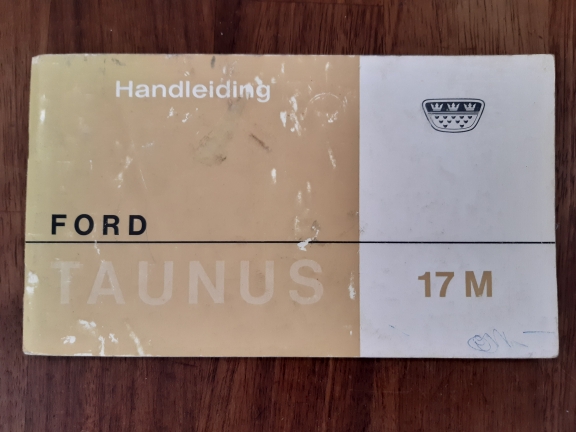 Handleiding
FORD
TAUNUS
17 M